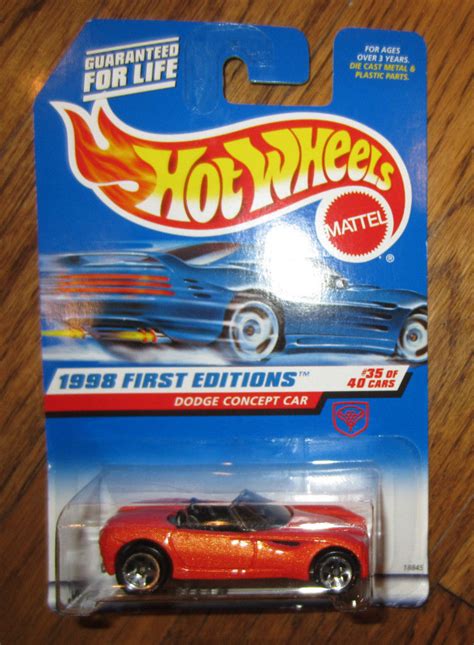 GUARANTEED
FOR LIFE
FOR AGES
OVER 3 YEARS.
DIE CAST METAL &
PLASTIC PARTS.
HOT WHEELS
MATTEL
®
1998 FIRST EDITIONS™
#35 OF
40 CARS
DODGE CONCEPT CAR